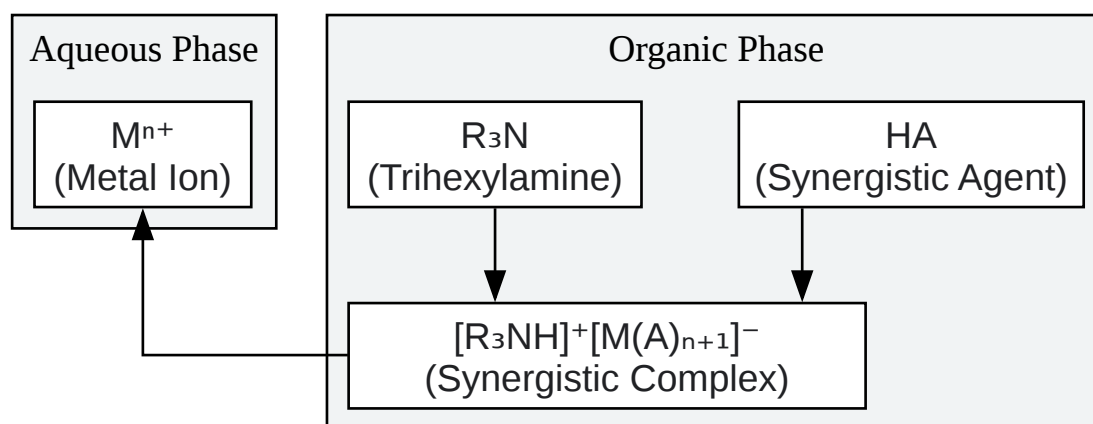 Aqueous Phase
Organic Phase
Mⁿ⁺
(Metal Ion)
R₃N
(Trihexylamine)
HA
(Synergistic Agent)
[R₃NH]⁺[M(A)ₙ₊₁]⁻
(Synergistic Complex)